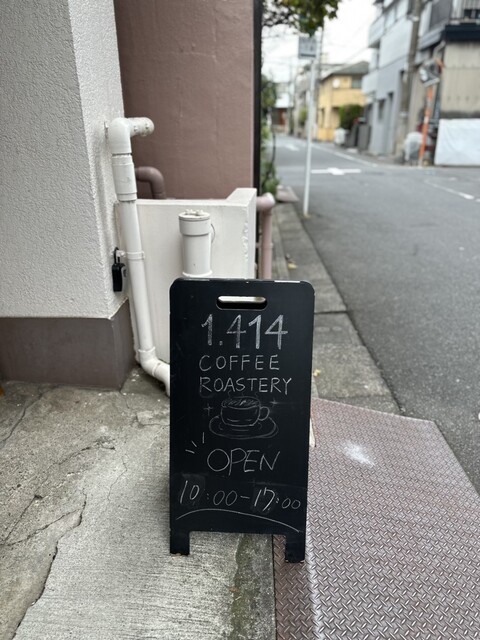 1.414
COFFEE
ROASTERY
OPEN
10:00-17:00